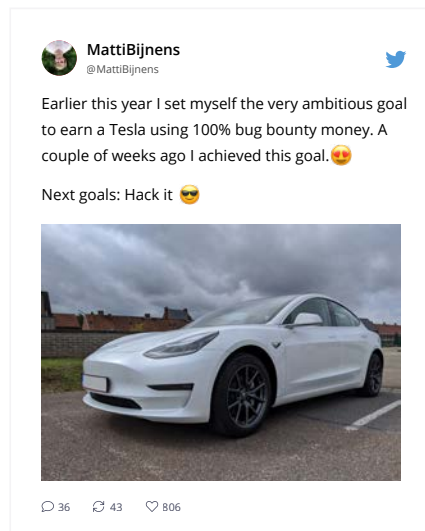 MattiBijnens
@MattiBijnens
Earlier this year I set myself the very ambitious goal
to earn a Tesla using 100% bug bounty money. A
couple of weeks ago I achieved this goal.😍
Next goals: Hack it 😎
36 43 806